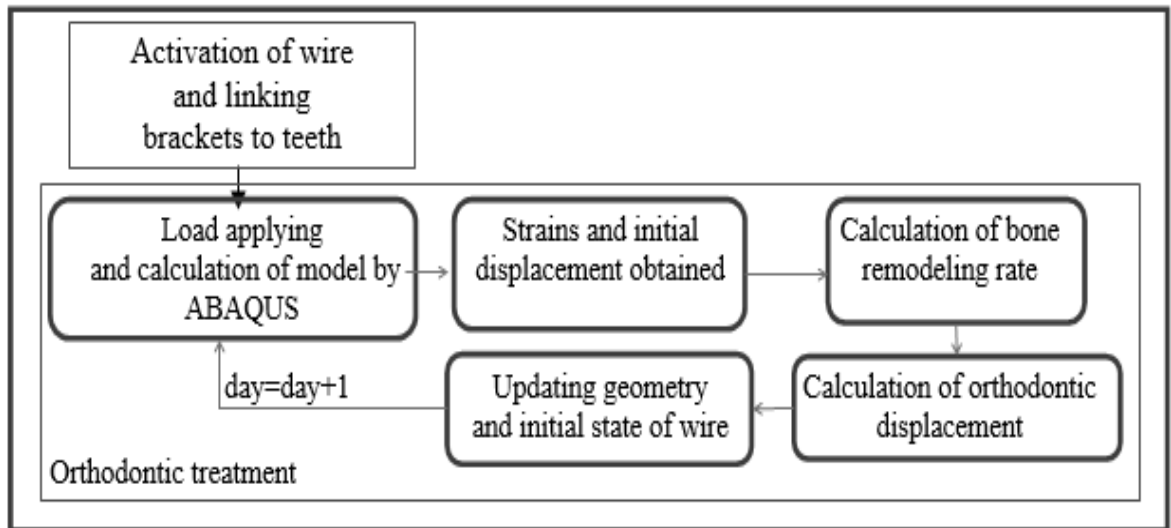 Activation of wire
and linking
brackets to teeth
Load applying
and calculation of model by
ABAQUS
Strains and initial
displacement obtained
Calculation of bone
remodeling rate
Calculation of orthodontic
displacement
Updating geometry
and initial state of wire
day=day+1
Orthodontic treatment